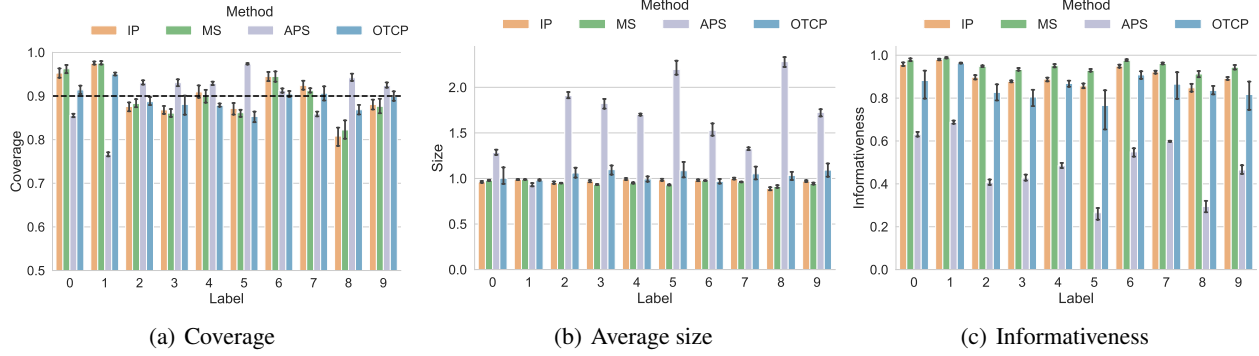 Method
IP MS APS OTCP
1.0
0.9
0.8
0.7
0.6
0.5
Coverage
0 1 2 3 4 5 6 7 8 9
Label
(a) Coverage
Method
IP MS APS OTCP
2.0
1.5
1.0
0.5
0.0
Size
0 1 2 3 4 5 6 7 8 9
Label
(b) Average size
Method
IP MS APS OTCP
1.0
0.8
0.6
0.4
0.2
0.0
Informativeness
0 1 2 3 4 5 6 7 8 9
Label
(c) Informativeness